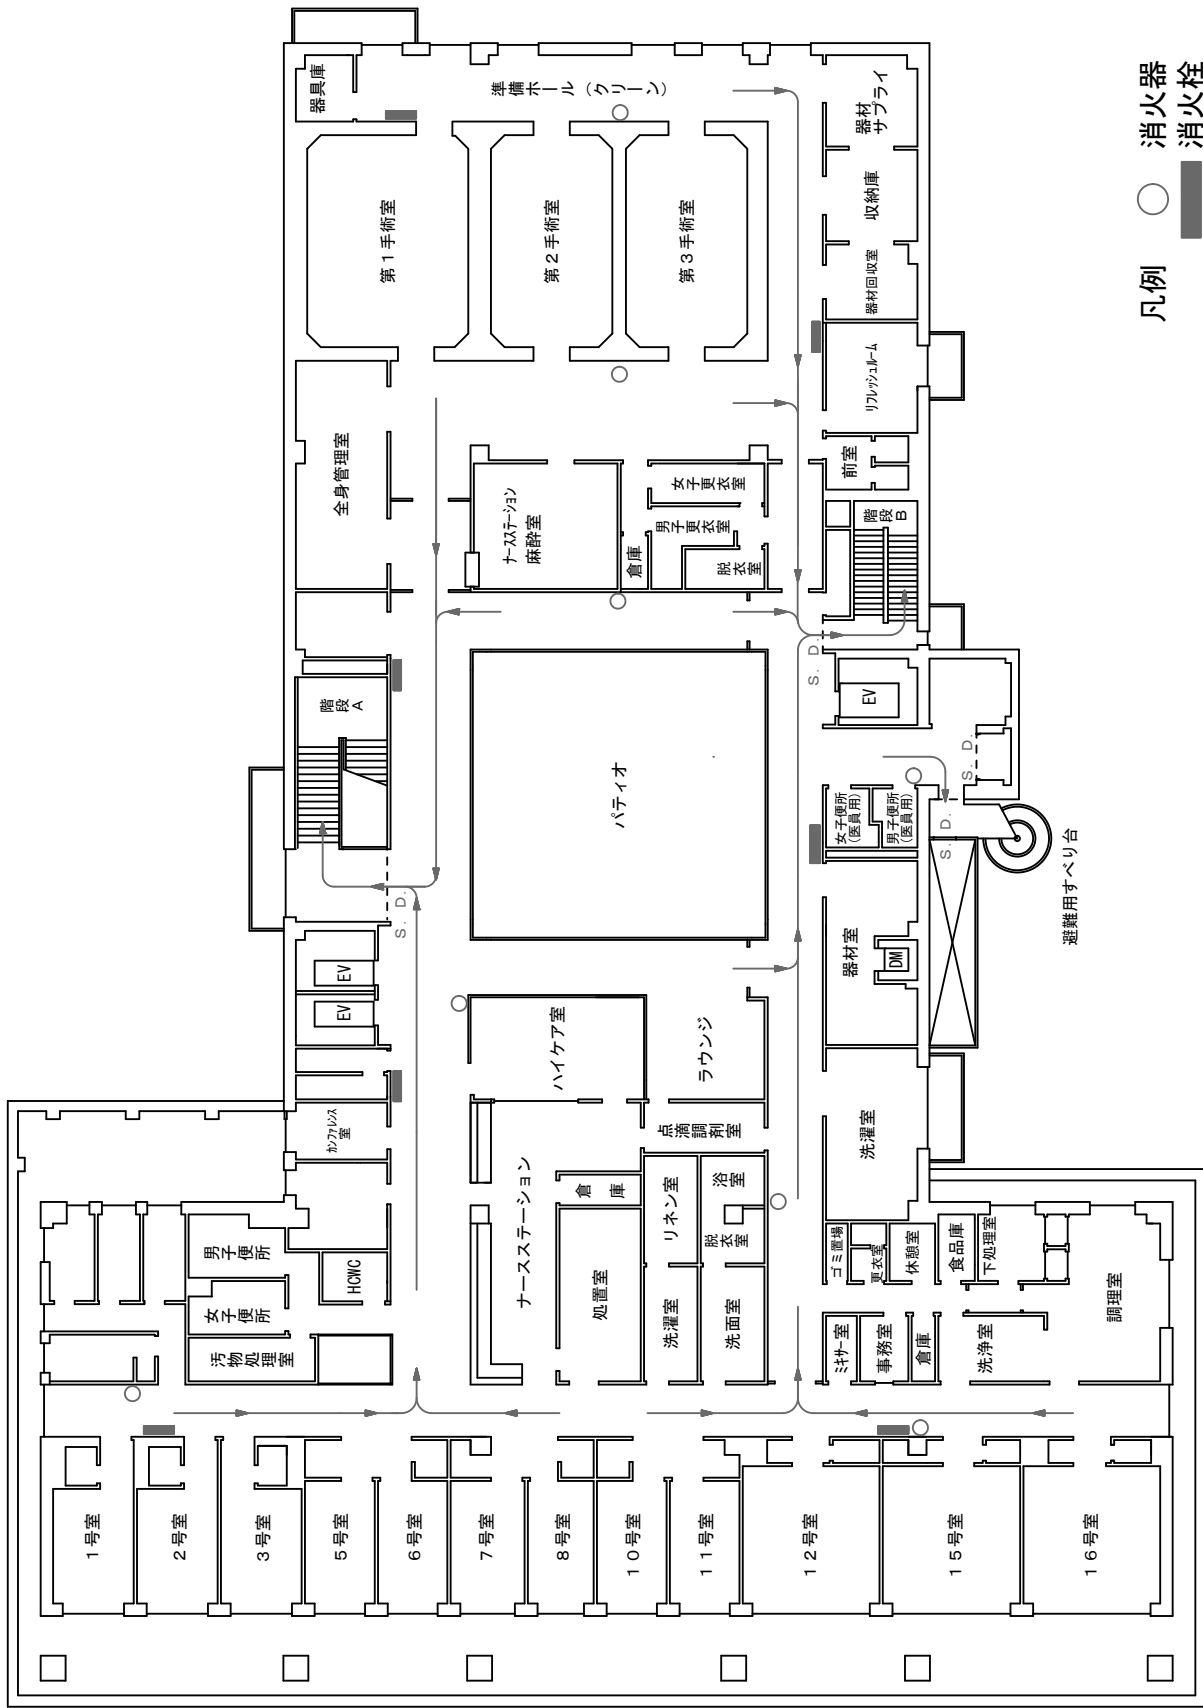 凡例
消火器
消火栓
器具庫
準備ホール（クリーン）
器材
サプライ
収納庫
器材回収室
リフレッシュルーム
前室
階段
B
第１手術室
第２手術室
第３手術室
全身管理室
ナースステーション
麻酔室
倉庫
女子更衣室
男子更衣室
脱衣室
階段
A
S. D.
S. D.
S. D.
S. D.
EV
EV
EV
パティオ
女子便所
（医員用）
男子便所
（医員用）
避難用すべり台
器材室
DM
ハイケア室
ラウンジ
カンファレンス
室
点滴調剤室
洗濯室
ナースステーション
倉庫
リネン室
浴室
脱衣室
処置室
洗濯室
洗面室
男子便所
女子便所
HCWC
汚物処理室
ゴミ置場
更衣室
休憩室
食品庫
下処理室
調理室
ミキサー室
事務室
倉庫
洗浄室
１号室
２号室
３号室
５号室
６号室
７号室
８号室
１０号室
１１号室
１２号室
１５号室
１６号室